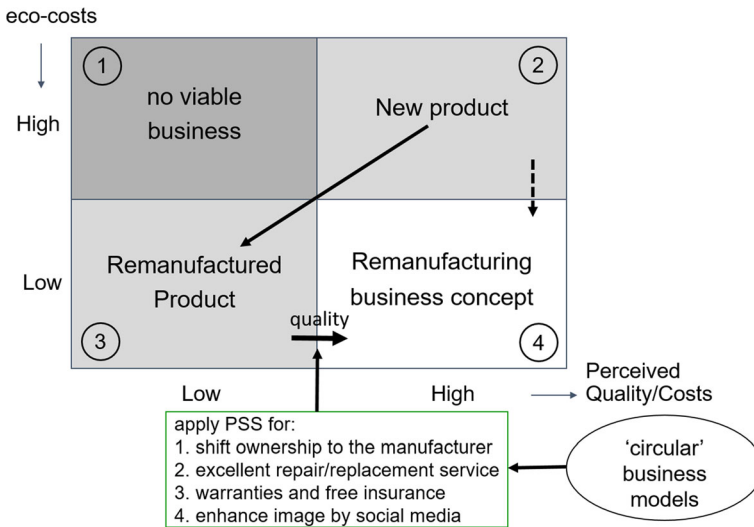 eco-costs
1
2
no viable
business
New product
High
Remanufactured
Product
Remanufacturing
business concept
Low
quality
3
4
Low
High
Perceived
Quality/Costs
apply PSS for:
1. shift ownership to the manufacturer
2. excellent repair/replacement service
3. warranties and free insurance
4. enhance image by social media
‘circular’
business
models